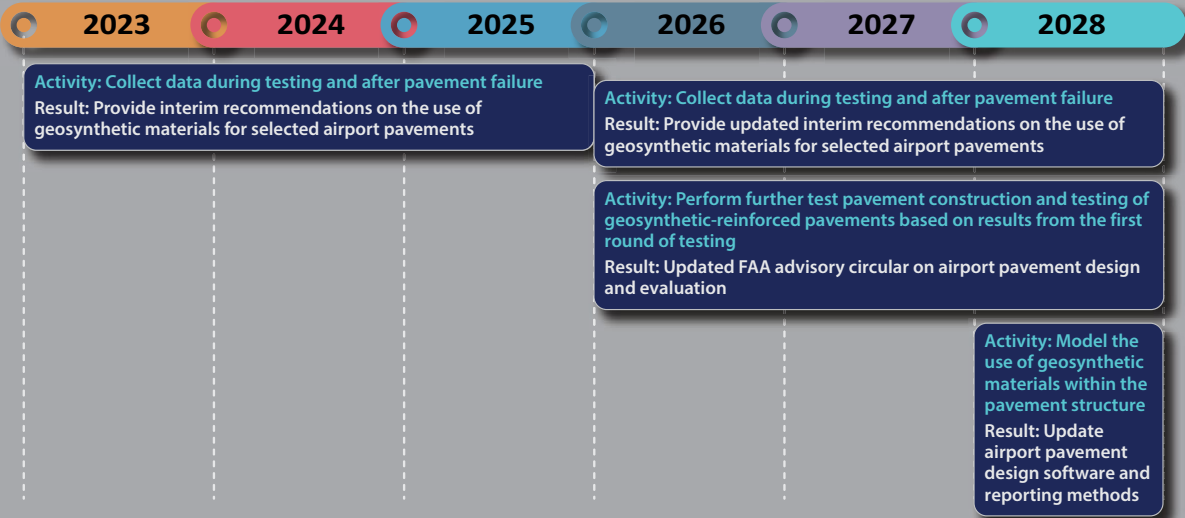 2023 2024 2025 2026 2027 2028
Activity: Collect data during testing and after pavement failure
Result: Provide interim recommendations on the use of
geosynthetic materials for selected airport pavements
Activity: Collect data during testing and after pavement failure
Result: Provide updated interim recommendations on the use of
geosynthetic materials for selected airport pavements
Activity: Perform further test pavement construction and testing of
geosynthetic-reinforced pavements based on results from the first
round of testing
Result: Updated FAA advisory circular on airport pavement design
and evaluation
Activity: Model the
use of geosynthetic
materials within the
pavement structure
Result: Update
airport pavement
design software and
reporting methods